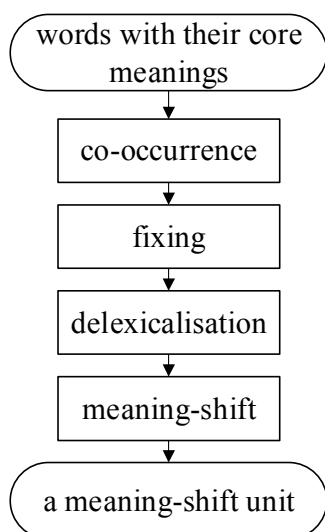 words with their core
meanings
co-occurrence
fixing
delexicalisation
meaning-shift
a meaning-shift unit